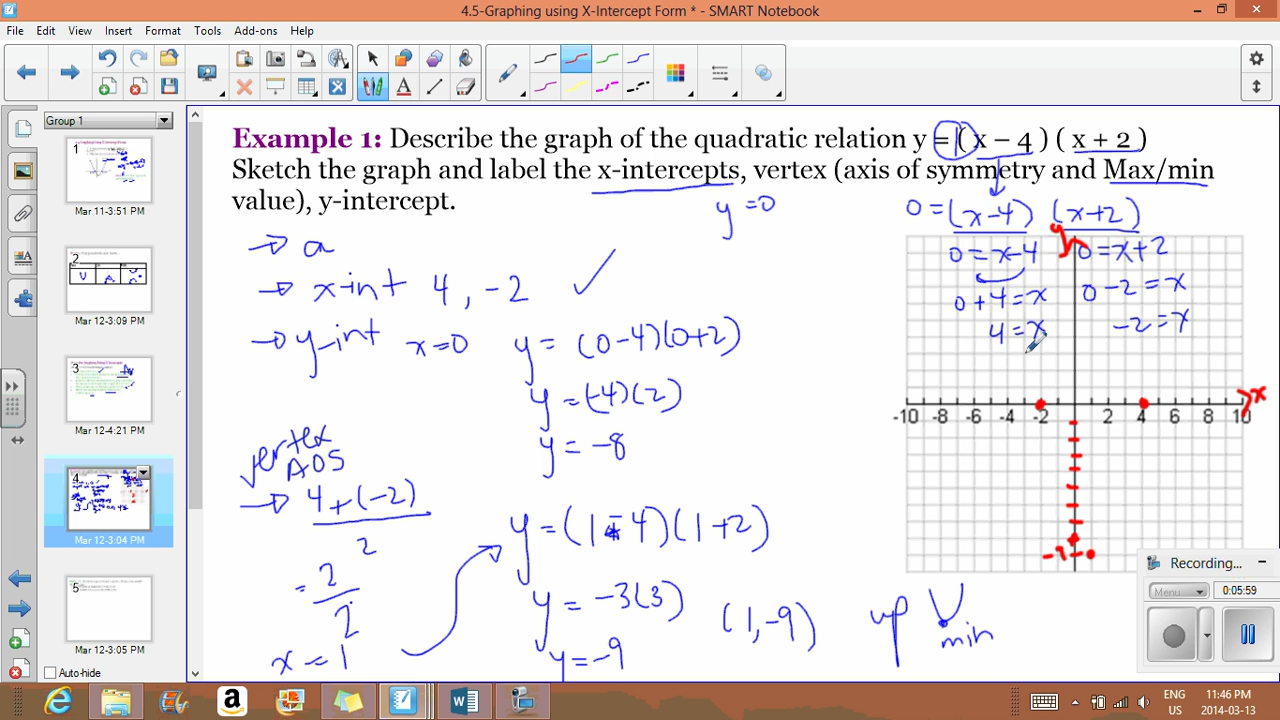 4.5-Graphing using X-Intercept Form * - SMART Notebook
File Edit View Insert Format Tools Add-ons Help
Group 1
1
Mar 11-3:51 PM
2
Mar 12-3:09 PM
3
Mar 12-4:21 PM
4
Mar 12-3:04 PM
5
Mar 12-3:05 PM
Auto-hide
Example 1: Describe the graph of the quadratic relation y = 1(x – 4 ) ( x + 2 )
Sketch the graph and label the x-intercepts, vertex (axis of symmetry and Max/min
value), y-intercept.
y =0
→ a
→ x-int 4 , -2 ✓
→ y-int x=0 y = (0-4)(0+2)
y = (-4)(2)
y = -8
vertex
AOS
→ 4+(-2)
2
= 2
2
x = 1
y = (1-4)(1+2)
y = -3(3)
y = -9
(1,-9)
up
min
0 = (x-4) (x+2)
0 = x-4
0+4=x
4=x
0=x+2
0-2=x
-2=x
y
x
-10 -8 -6 -4 -2 2 4 6 8 10
-9
Recording...
Menu
0:05:59
ENG
US
11:46 PM
2014-03-13